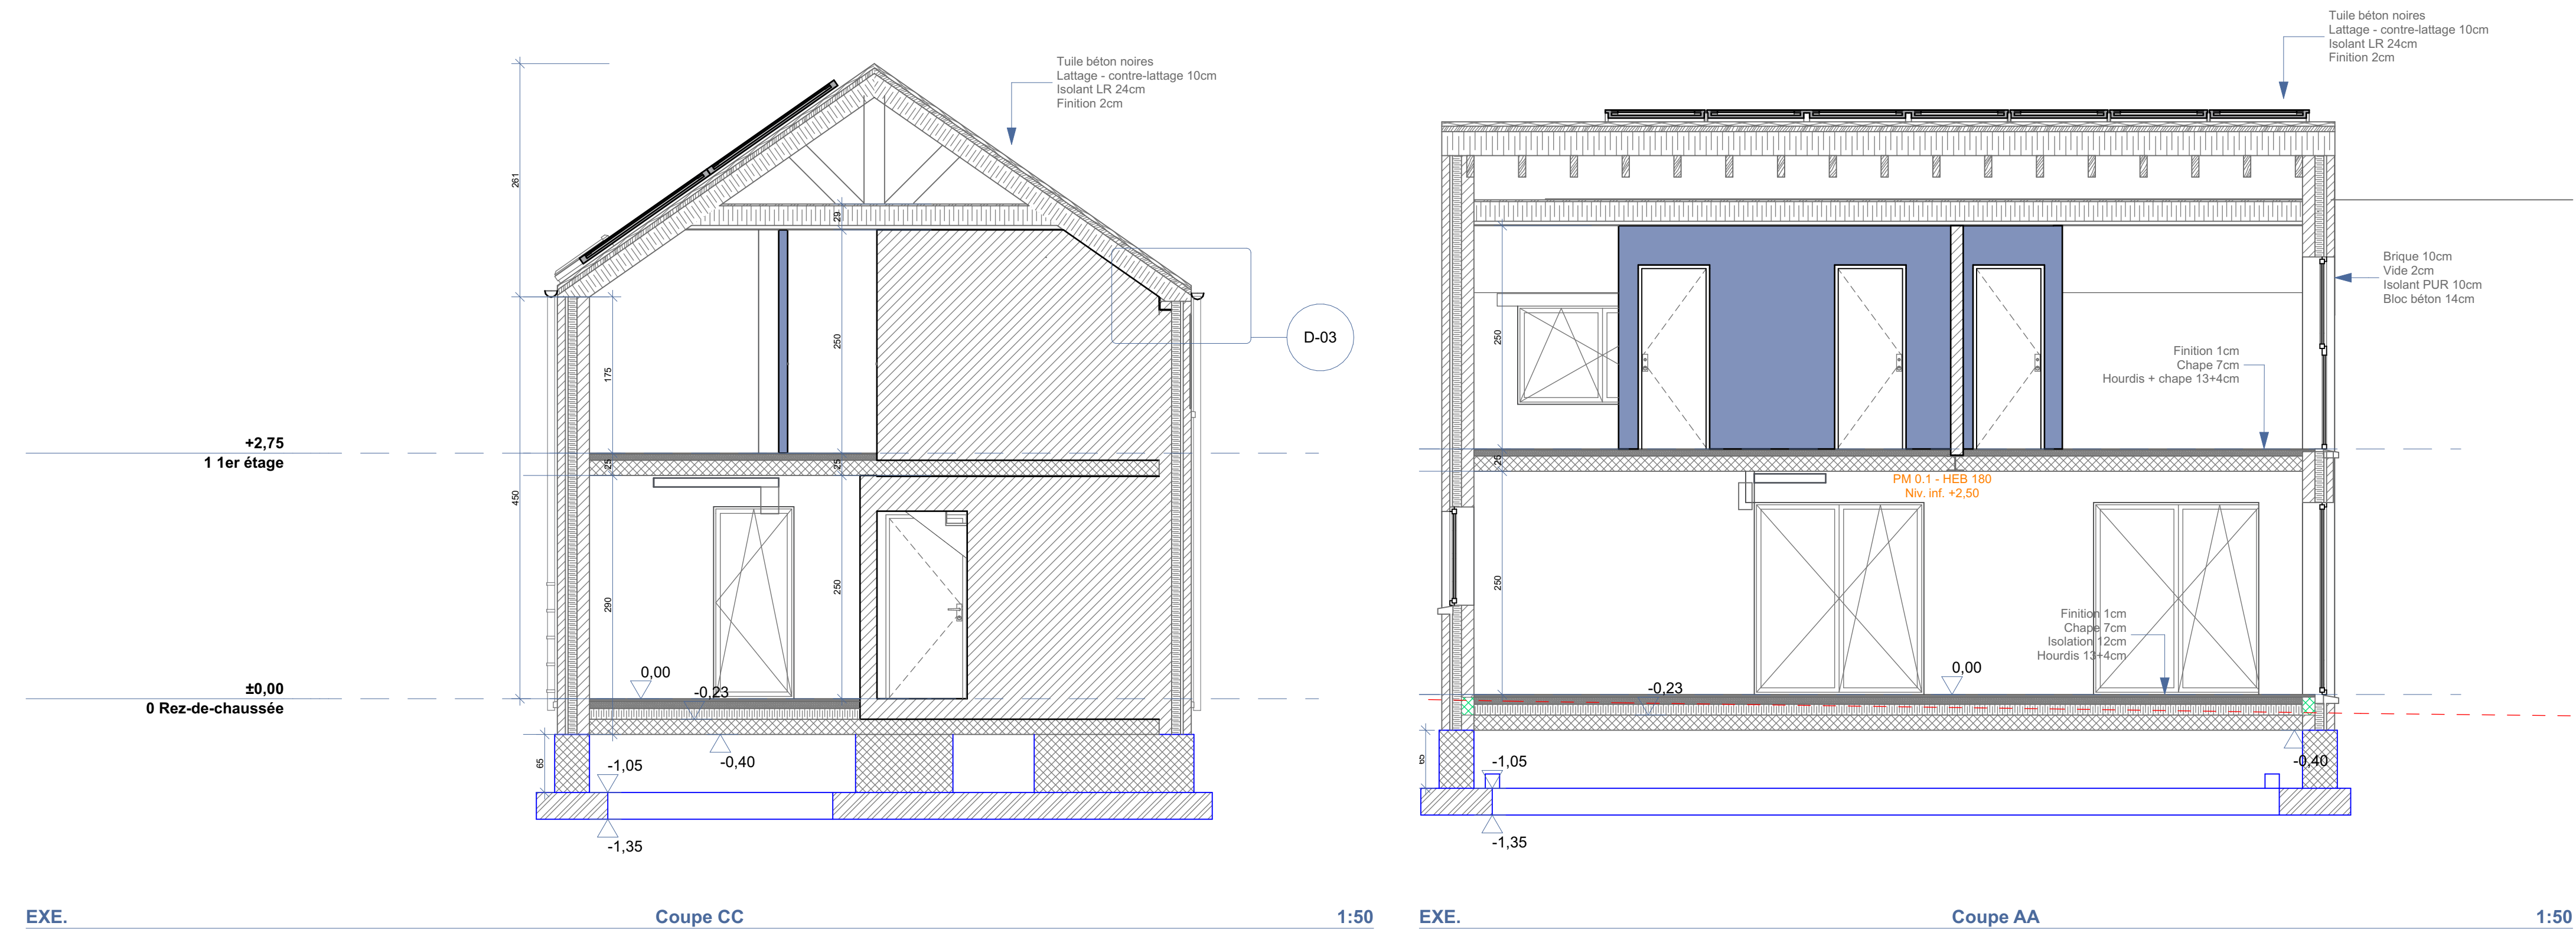 Tuile béton noires
Lattage - contre-lattage 10cm
Isolant LR 24cm
Finition 2cm
261
29
250
175
D-03
+2,75
1 1er étage
25
25
450
290
250
0,00
-0,23
±0,00
0 Rez-de-chaussée
65
-1,05
-0,40
-1,35
EXE.
Coupe CC
1:50
Tuile béton noires
Lattage - contre-lattage 10cm
Isolant LR 24cm
Finition 2cm
Brique 10cm
Vide 2cm
Isolant PUR 10cm
Bloc béton 14cm
250
Finition 1cm
Chape 7cm
Hourdis + chape 13+4cm
25
PM 0.1 - HEB 180
Niv. inf. +2,50
250
Finition 1cm
Chape 7cm
Isolation 12cm
Hourdis 13+4cm
0,00
-0,23
-1,05
-0,40
-1,35
EXE.
Coupe AA
1:50